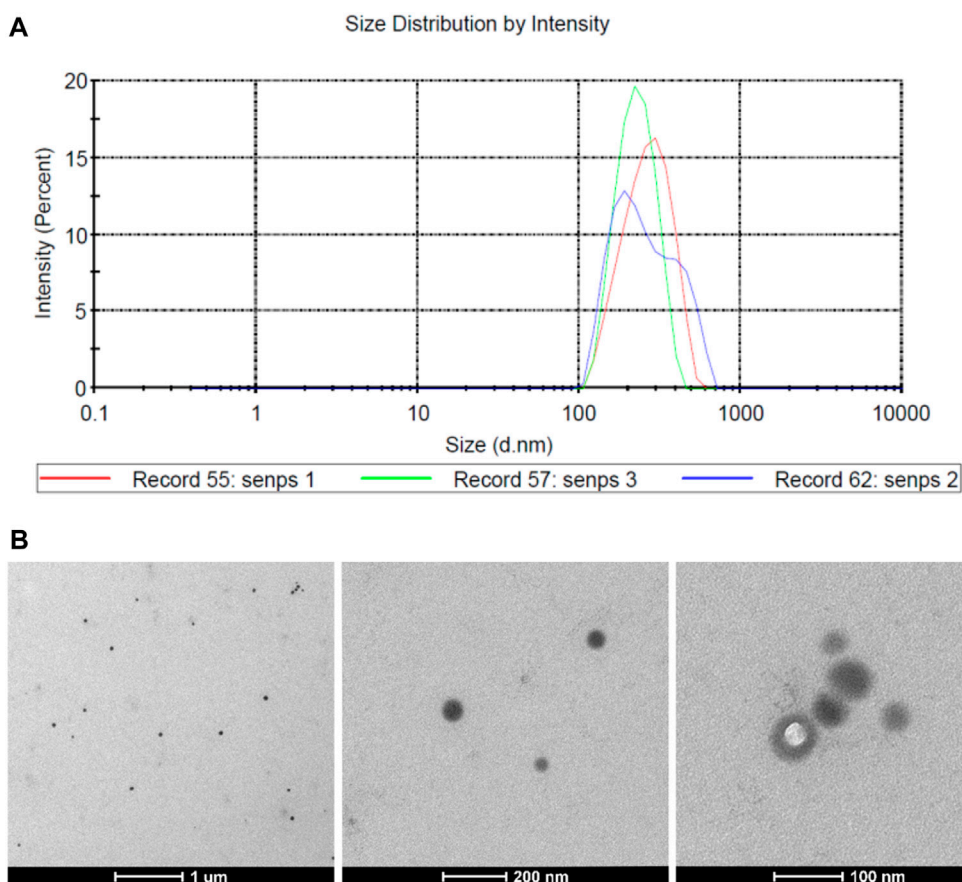 A
Size Distribution by Intensity
20
15
10
5
0
Intensity (Percent)
0.1 1 10 100 1000 10000
Size (d.nm)
Record 55: senps 1 Record 57: senps 3 Record 62: senps 2
B
1 µm 200 nm 100 nm